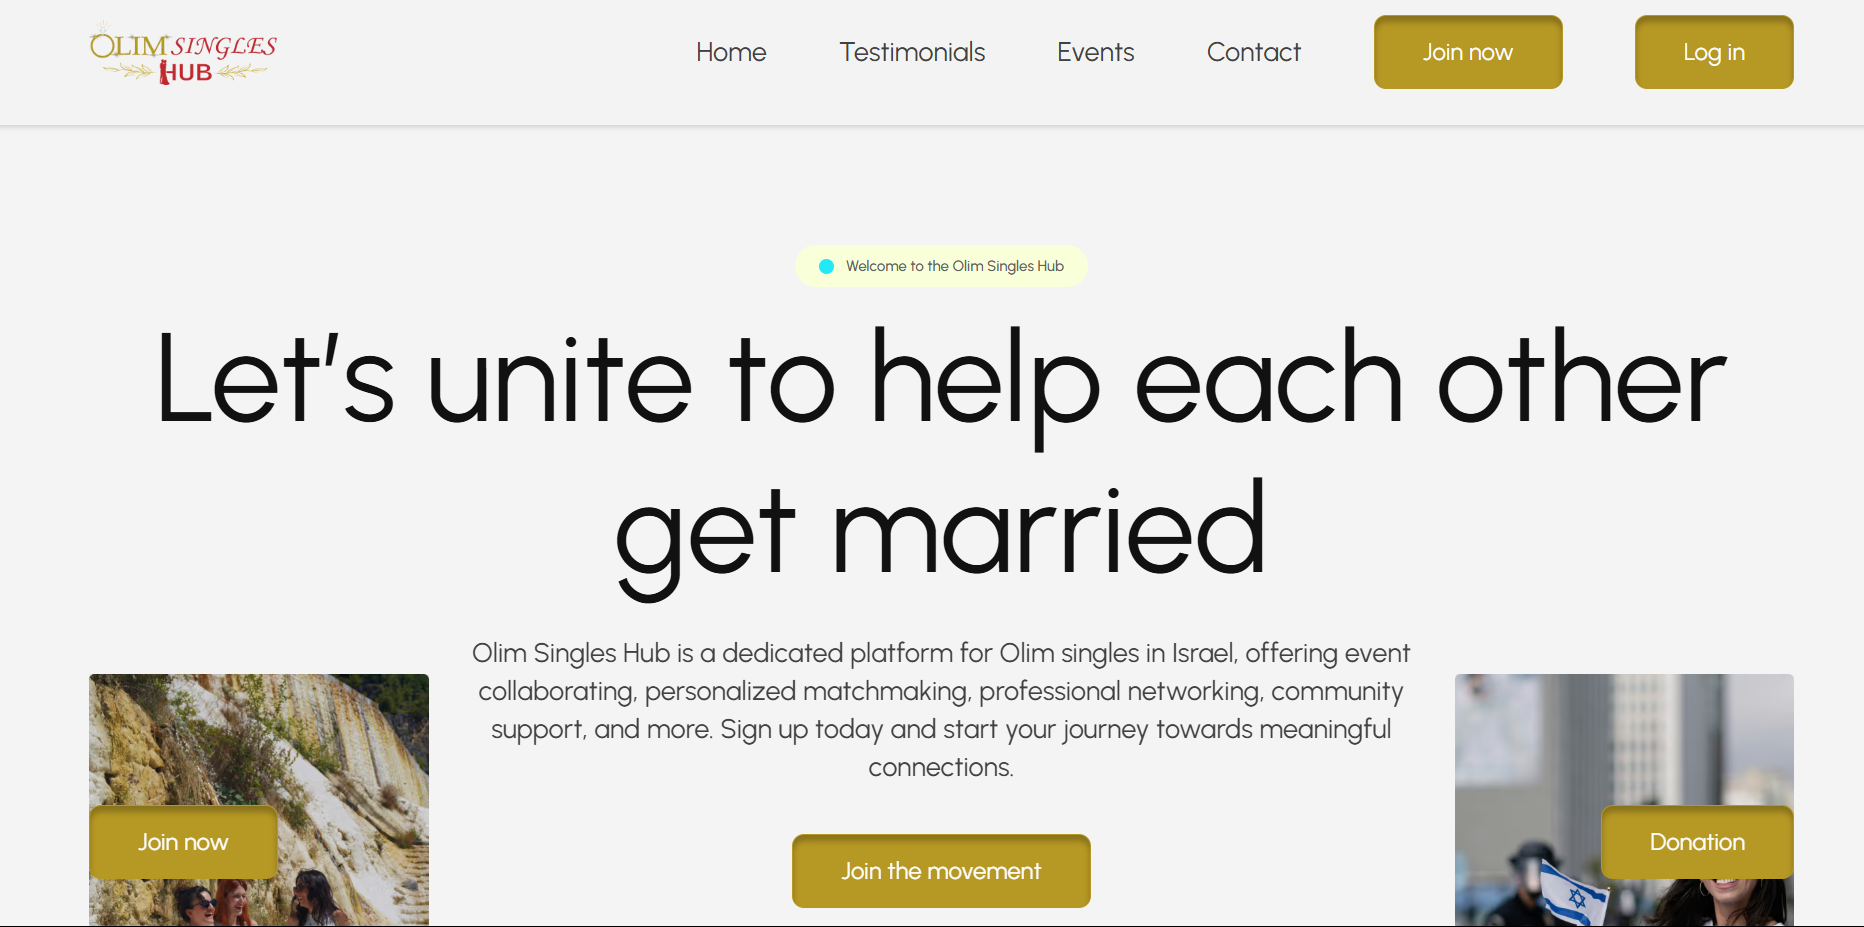 OLIM SINGLES
HUB
Home
Testimonials
Events
Contact
Join now
Log in
Welcome to the Olim Singles Hub
Let's unite to help each other
get married
Olim Singles Hub is a dedicated platform for Olim singles in Israel, offering event
collaborating, personalized matchmaking, professional networking, community
support, and more. Sign up today and start your journey towards meaningful
connections.
Join now
Donation
Join the movement